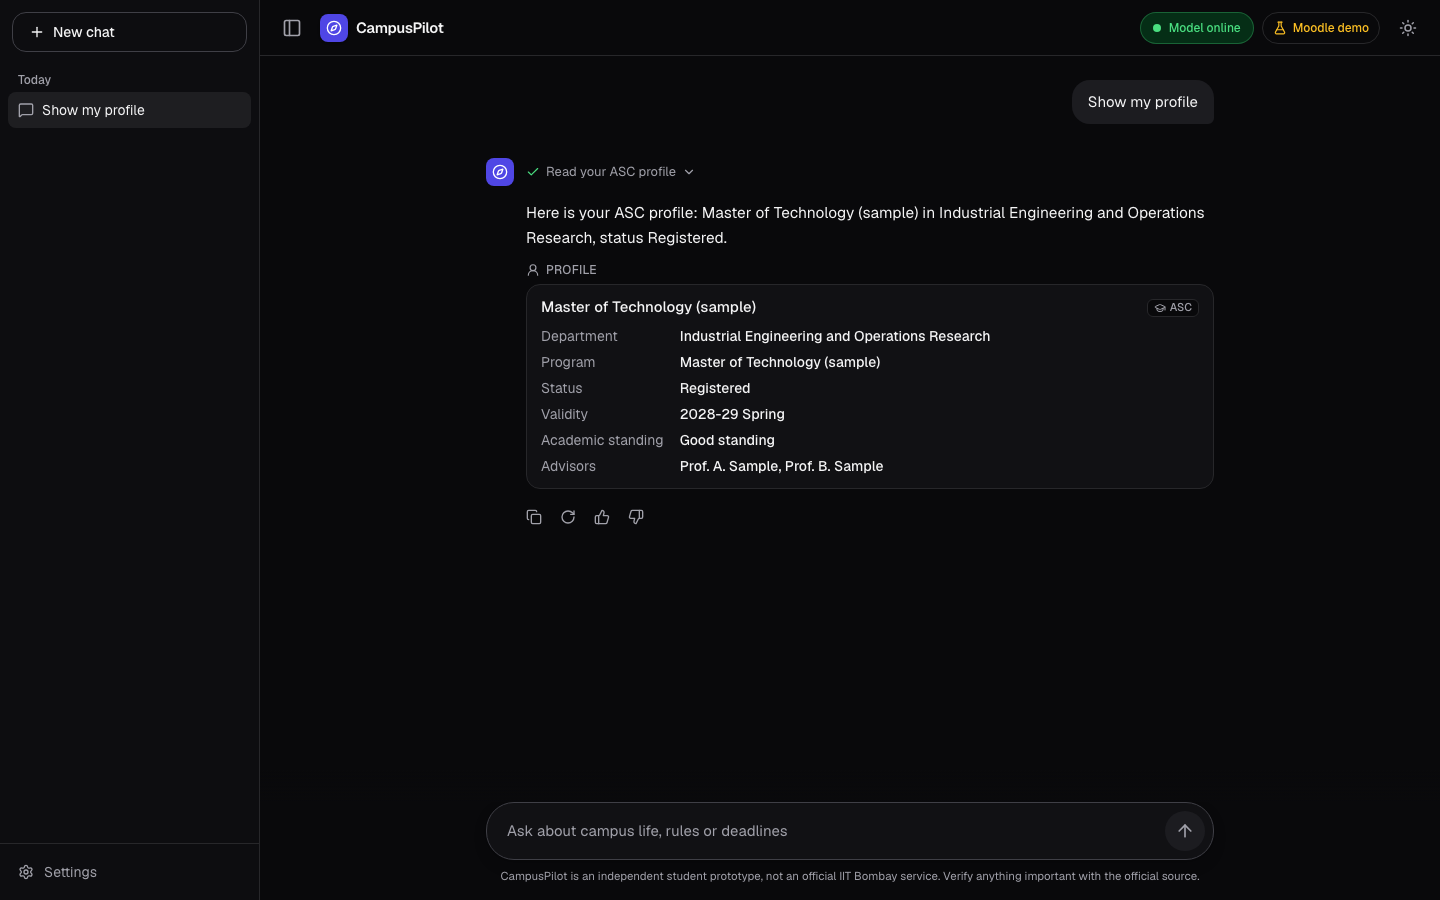 New chat
Today
Show my profile
Settings
CampusPilot
Model online
Moodle demo
Show my profile
Read your ASC profile
Here is your ASC profile: Master of Technology (sample) in Industrial Engineering and Operations
Research, status Registered.
PROFILE
Master of Technology (sample)
ASC
Department Industrial Engineering and Operations Research
Program Master of Technology (sample)
Status Registered
Validity 2028-29 Spring
Academic standing Good standing
Advisors Prof. A. Sample, Prof. B. Sample
Ask about campus life, rules or deadlines
CampusPilot is an independent student prototype, not an official IIT Bombay service. Verify anything important with the official source.